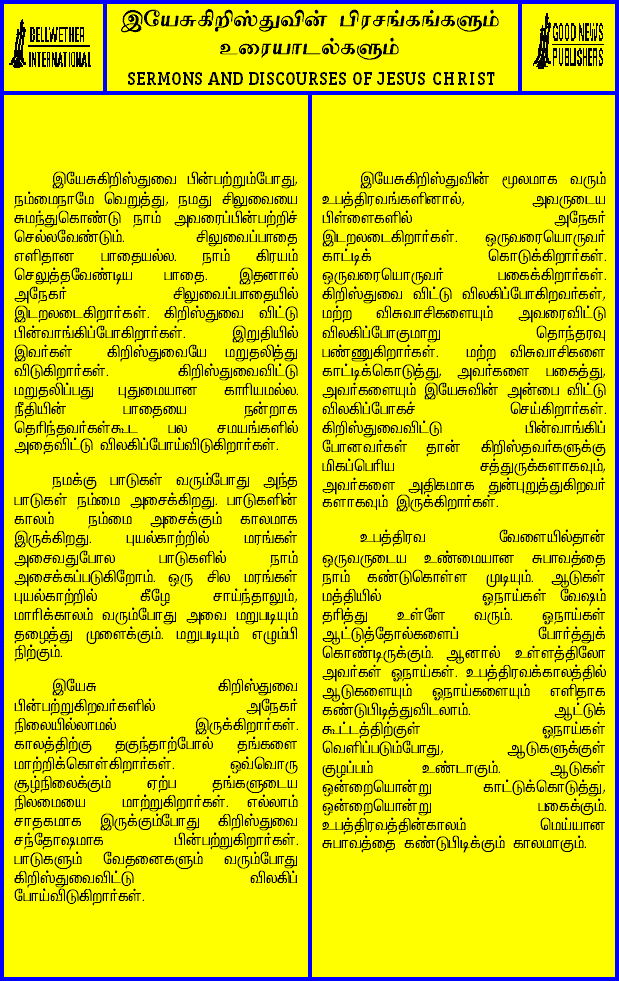 BELLWETHER
INTERNATIONAL
இயேசுகிறிஸ்துவின் பிரசங்கங்களும்
உரையாடல்களும்
SERMONS AND DISCOURSES OF JESUS CHRIST
GOOD NEWS
PUBLISHERS
இயேசுகிறிஸ்துவை பின்பற்றும்போது,
நம்மைநாமே வெறுத்து, நமது சிலுவையை
சுமந்துகொண்டு நாம் அவரைப்பின்பற்றிச்
செல்லவேண்டும். சிலுவைப்பாதை
எளிதான பாதையல்ல. நாம் கிரயம்
செலுத்தவேண்டிய பாதை. இதனால்
அநேகர் சிலுவைப்பாதையில்
இடறலடைகிறார்கள். கிறிஸ்துவை விட்டு
பின்வாங்கிப்போகிறார்கள். இறுதியில்
இவர்கள் கிறிஸ்துவையே மறுதலித்து
விடுகிறார்கள். கிறிஸ்துவைவிட்டு
மறுதலிப்பது புதுமையான காரியமல்ல.
நீதியின் பாதையை நன்றாக
தெரிந்தவர்கள்கூட பல சமயங்களில்
அதைவிட்டு விலகிப்போய்விடுகிறார்கள்.
நமக்கு பாடுகள் வரும்போது அந்த
பாடுகள் நம்மை அசைக்கிறது. பாடுகளின்
காலம் நம்மை அசைக்கும் காலமாக
இருக்கிறது. புயல்காற்றில் மரங்கள்
அசைவதுபோல பாடுகளில் நாம்
அசைக்கப்படுகிறோம். ஒரு சில மரங்கள்
புயல்காற்றில் கீழே சாய்ந்தாலும்,
மாரிக்காலம் வரும்போது அவை மறுபடியும்
தழைத்து முளைக்கும். மறுபடியும் எழும்பி
நிற்கும்.
இயேசு கிறிஸ்துவை
பின்பற்றுகிறவர்களில் அநேகர்
நிலையில்லாமல் இருக்கிறார்கள்.
காலத்திற்கு தகுந்தாற்போல் தங்களை
மாற்றிக்கொள்கிறார்கள். ஒவ்வொரு
சூழ்நிலைக்கும் ஏற்ப தங்களுடைய
நிலமையை மாற்றுகிறார்கள். எல்லாம்
சாதகமாக இருக்கும்போது கிறிஸ்துவை
சந்தோஷமாக பின்பற்றுகிறார்கள்.
பாடுகளும் வேதனைகளும் வரும்போது
கிறிஸ்துவைவிட்டு விலகிப்
போய்விடுகிறார்கள்.
இயேசுகிறிஸ்துவின் மூலமாக வரும்
உபத்திரவங்களினால், அவருடைய
பிள்ளைகளில் அநேகர்
இடறலடைகிறார்கள். ஒருவரையொருவர்
காட்டிக் கொடுக்கிறார்கள்.
ஒருவரையொருவர் பகைக்கிறார்கள்.
கிறிஸ்துவை விட்டு விலகிப்போகிறவர்கள்,
மற்ற விசுவாசிகளையும் அவரைவிட்டு
விலகிப்போகுமாறு தொந்தரவு
பண்ணுகிறார்கள். மற்ற விசுவாசிகளை
காட்டிக்கொடுத்து, அவர்களை பகைத்து,
அவர்களையும் இயேசுவின் அன்பை விட்டு
விலகிப்போகச் செய்கிறார்கள்.
கிறிஸ்துவைவிட்டு பின்வாங்கிப்
போனவர்கள் தான் கிறிஸ்தவர்களுக்கு
மிகப்பெரிய சத்துருக்களாகவும்,
அவர்களை அதிகமாக துன்புறுத்துகிறவர்
களாகவும் இருக்கிறார்கள்.
உபத்திரவ வேளையில்தான்
ஒருவருடைய உண்மையான சுபாவத்தை
நாம் கண்டுகொள்ள முடியும். ஆடுகள்
மத்தியில் ஓநாய்கள் வேஷம்
தரித்து உள்ளே வரும். ஓநாய்கள்
ஆட்டுத்தோல்களைப் போர்த்துக்
கொண்டிருக்கும். ஆனால் உள்ளத்திலோ
அவர்கள் ஓநாய்கள். உபத்திரவக்காலத்தில்
ஆடுகளையும் ஓநாய்களையும் எளிதாக
கண்டுபிடித்துவிடலாம். ஆட்டுக்
கூட்டத்திற்குள் ஓநாய்கள்
வெளிப்படும்போது, ஆடுகளுக்குள்
குழப்பம் உண்டாகும். ஆடுகள்
ஒன்றையொன்று காட்டுக்கொடுத்து,
ஒன்றையொன்று பகைக்கும்.
உபத்திரவத்தின்காலம் மெய்யான
சுபாவத்தை கண்டுபிடிக்கும் காலமாகும்.